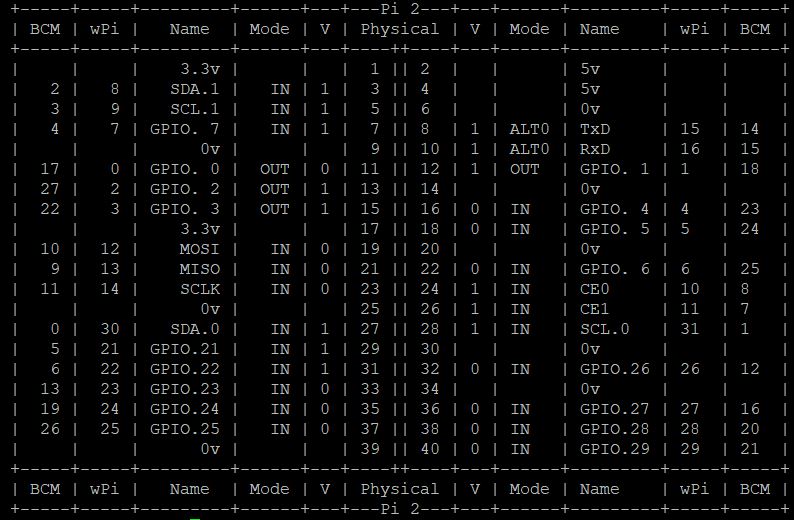 +-----+-----+---------+------+---+---Pi 2---+---+------+---------+-----+-----+
| BCM | wPi |   Name  | Mode | V | Physical | V | Mode | Name    | wPi | BCM |
+-----+-----+---------+------+---+----++----+---+------+---------+-----+-----+
|     |     |    3.3v |      |   |  1 || 2  |   |      | 5v      |     |     |
|   2 |   8 |   SDA.1 |   IN | 1 |  3 || 4  |   |      | 5v      |     |     |
|   3 |   9 |   SCL.1 |   IN | 1 |  5 || 6  |   |      | 0v      |     |     |
|   4 |   7 | GPIO. 7 |   IN | 1 |  7 || 8  | 1 | ALT0 | TxD     | 15  | 14  |
|     |     |      0v |      |   |  9 || 10 | 1 | ALT0 | RxD     | 16  | 15  |
|  17 |   0 | GPIO. 0 |  OUT | 0 | 11 || 12 | 1 | OUT  | GPIO. 1 | 1   | 18  |
|  27 |   2 | GPIO. 2 |  OUT | 1 | 13 || 14 |   |      | 0v      |     |     |
|  22 |   3 | GPIO. 3 |  OUT | 1 | 15 || 16 | 0 | IN   | GPIO. 4 | 4   | 23  |
|     |     |    3.3v |      |   | 17 || 18 | 0 | IN   | GPIO. 5 | 5   | 24  |
|  10 |  12 |    MOSI |   IN | 0 | 19 || 20 |   |      | 0v      |     |     |
|   9 |  13 |    MISO |   IN | 0 | 21 || 22 | 0 | IN   | GPIO. 6 | 6   | 25  |
|  11 |  14 |    SCLK |   IN | 0 | 23 || 24 | 1 | IN   | CE0     | 10  | 8   |
|     |     |      0v |      |   | 25 || 26 | 1 | IN   | CE1     | 11  | 7   |
|   0 |  30 |   SDA.0 |   IN | 1 | 27 || 28 | 1 | IN   | SCL.0   | 31  | 1   |
|   5 |  21 | GPIO.21 |   IN | 1 | 29 || 30 |   |      | 0v      |     |     |
|   6 |  22 | GPIO.22 |   IN | 1 | 31 || 32 | 0 | IN   | GPIO.26 | 26  | 12  |
|  13 |  23 | GPIO.23 |   IN | 0 | 33 || 34 |   |      | 0v      |     |     |
|  19 |  24 | GPIO.24 |   IN | 0 | 35 || 36 | 0 | IN   | GPIO.27 | 27  | 16  |
|  26 |  25 | GPIO.25 |   IN | 0 | 37 || 38 | 0 | IN   | GPIO.28 | 28  | 20  |
|     |     |      0v |      |   | 39 || 40 | 0 | IN   | GPIO.29 | 29  | 21  |
+-----+-----+---------+------+---+----++----+---+------+---------+-----+-----+
| BCM | wPi |   Name  | Mode | V | Physical | V | Mode | Name    | wPi | BCM |
+-----+-----+---------+------+---+---Pi 2---+---+------+---------+-----+-----+